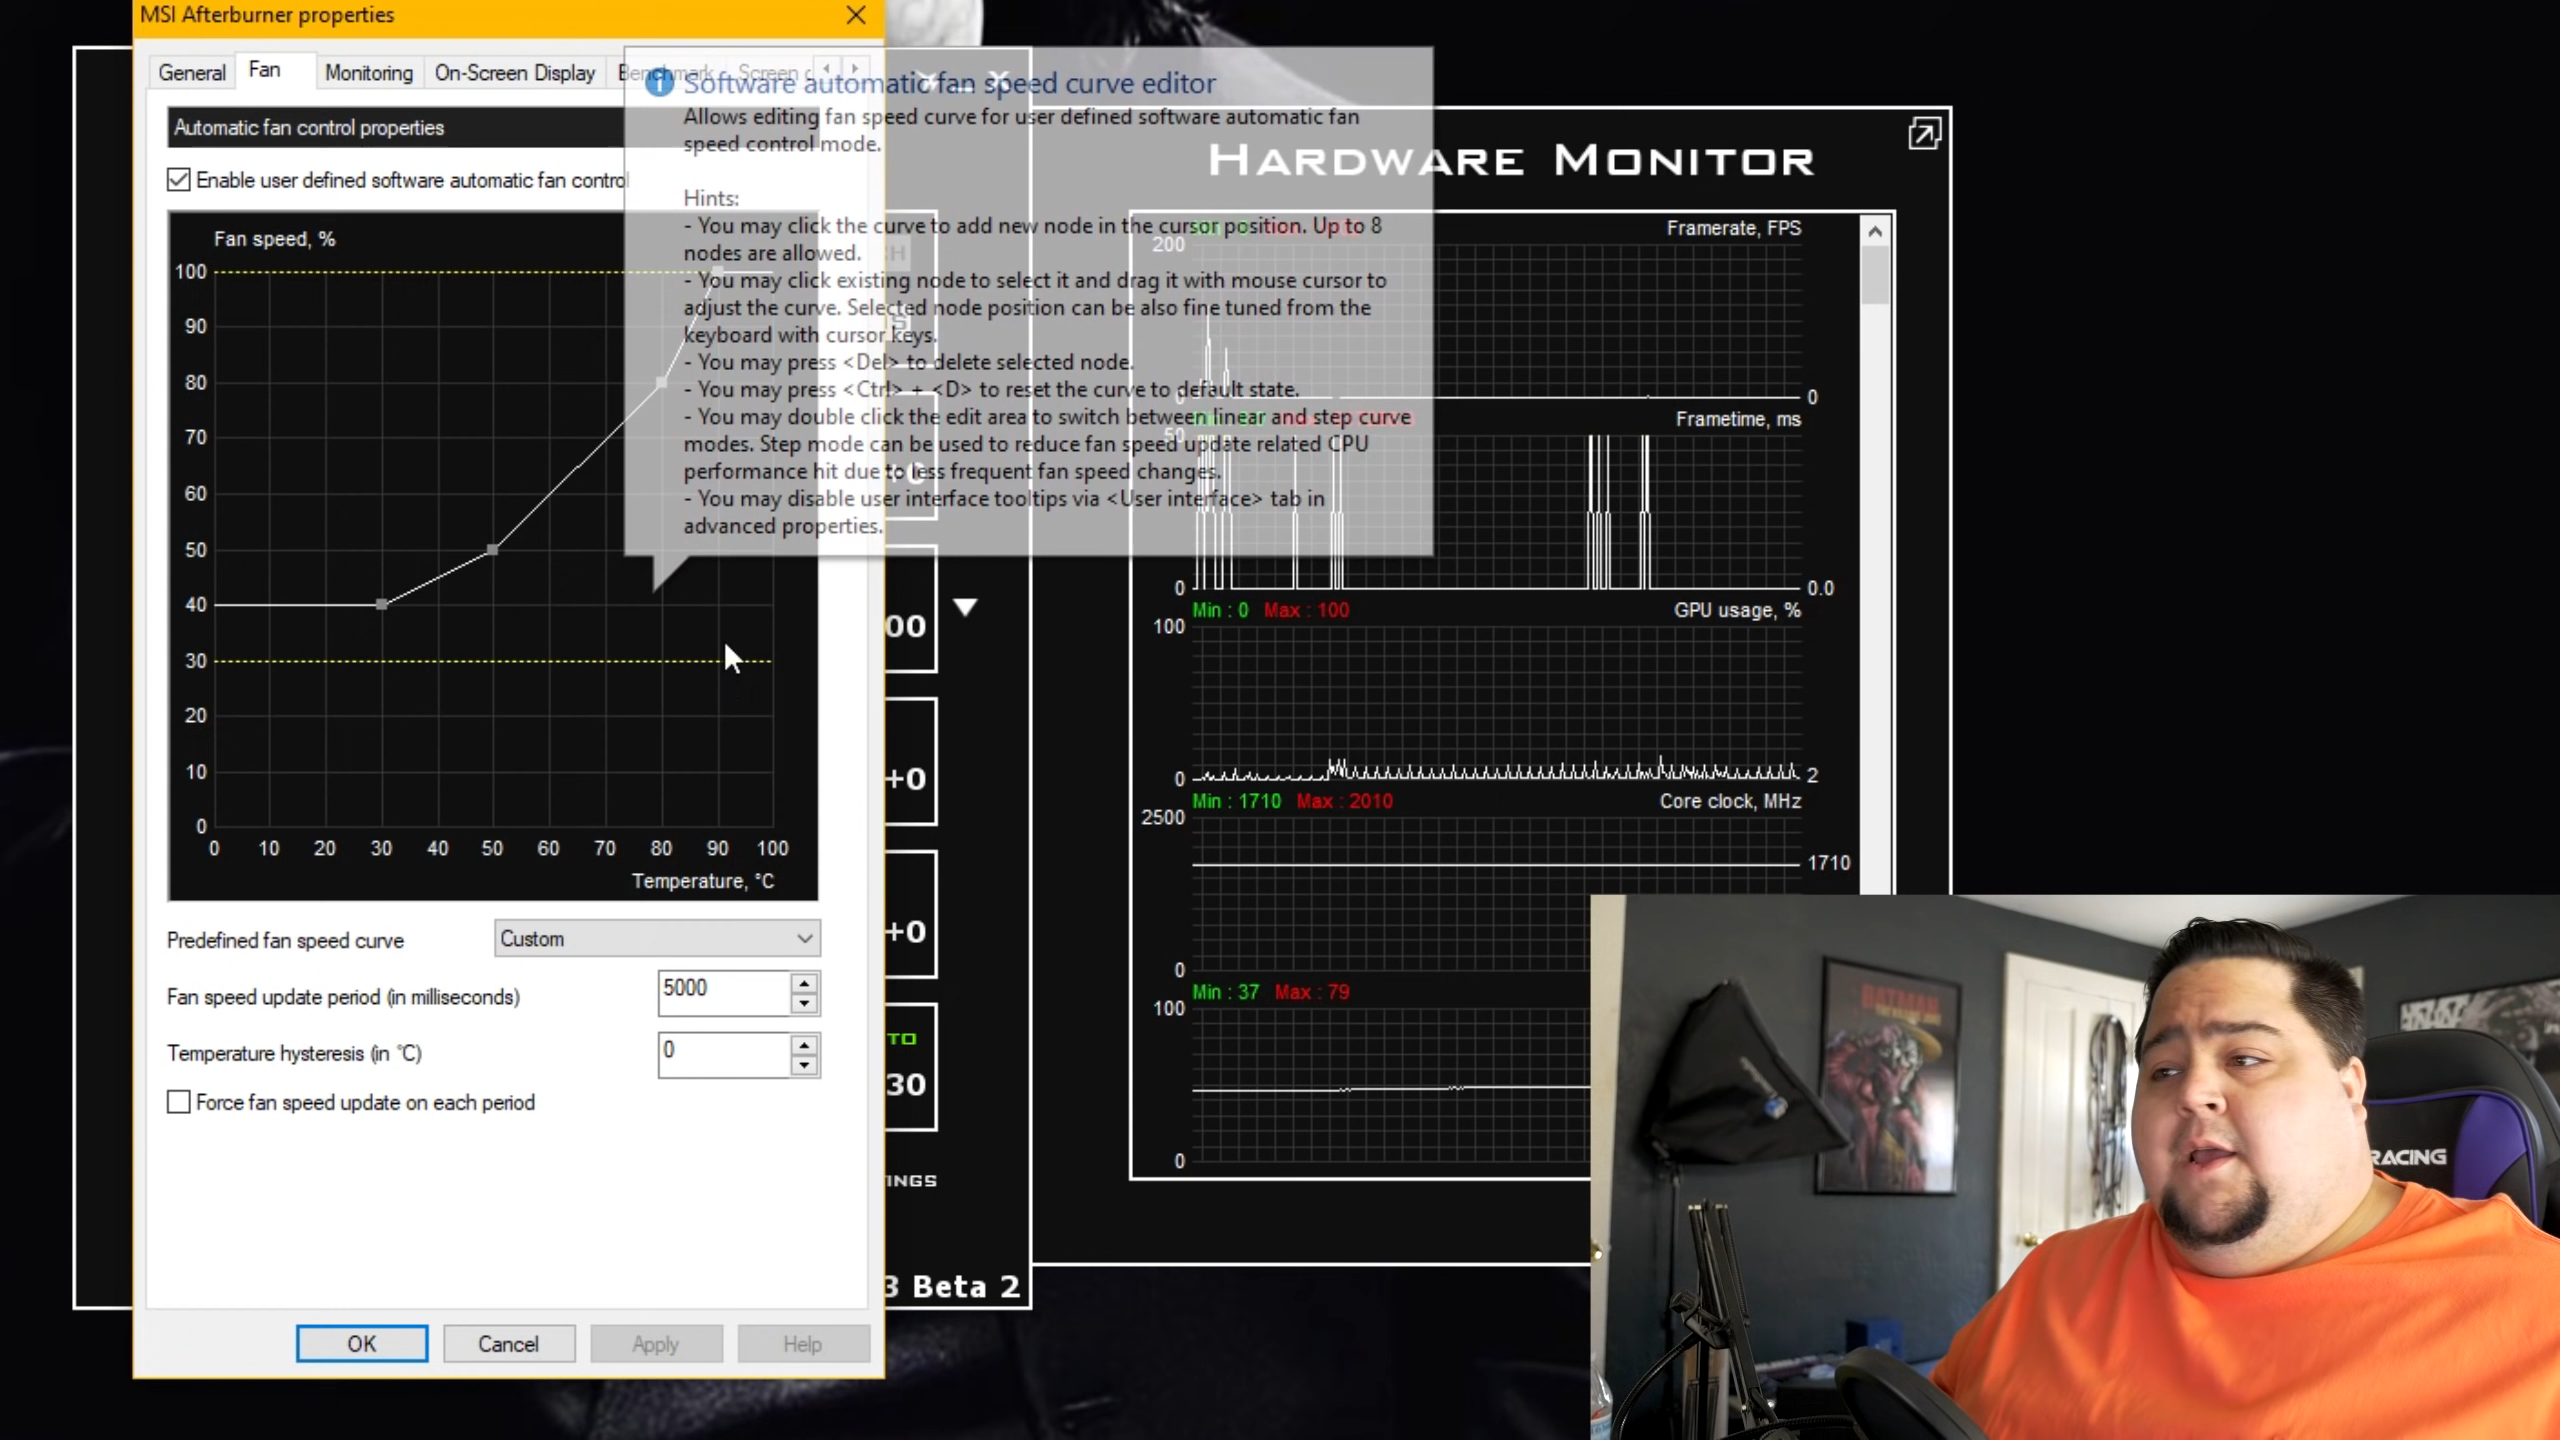 MSI Afterburner properties
General Fan Monitoring On-Screen Display Benchmark Screen c
Automatic fan control properties
Enable user defined software automatic fan control
Fan speed, %
100
90
80
70
60
50
40
30
20
10
0
0 10 20 30 40 50 60 70 80 90 100
Temperature, °C
Predefined fan speed curve Custom
Fan speed update period (in milliseconds) 5000
Temperature hysteresis (in °C) 0
Force fan speed update on each period
OK Cancel Apply Help
Software automatic fan speed curve editor
Allows editing fan speed curve for user defined software automatic fan
speed control mode.
Hints:
- You may click the curve to add new node in the cursor position. Up to 8
nodes are allowed.
- You may click existing node to select it and drag it with mouse cursor to
adjust the curve. Selected node position can be also fine tuned from the
keyboard with cursor keys.
- You may press <Del> to delete selected node.
- You may press <Ctrl> + <D> to reset the curve to default state.
- You may double click the edit area to switch between linear and step curve
modes. Step mode can be used to reduce fan speed update related CPU
performance hit due to less frequent fan speed changes.
- You may disable user interface tooltips via <User interface> tab in
advanced properties.
00
+0
+0
TO
30
INGS
3 Beta 2
HARDWARE MONITOR
Framerate, FPS
200
0
0
Frametime, ms
50
0
0.0
Min : 0 Max : 100 GPU usage, %
100
0
2
Min : 1710 Max : 2010 Core clock, MHz
2500
1710
0
Min : 37 Max : 79
100
0
BATMAN
RACING